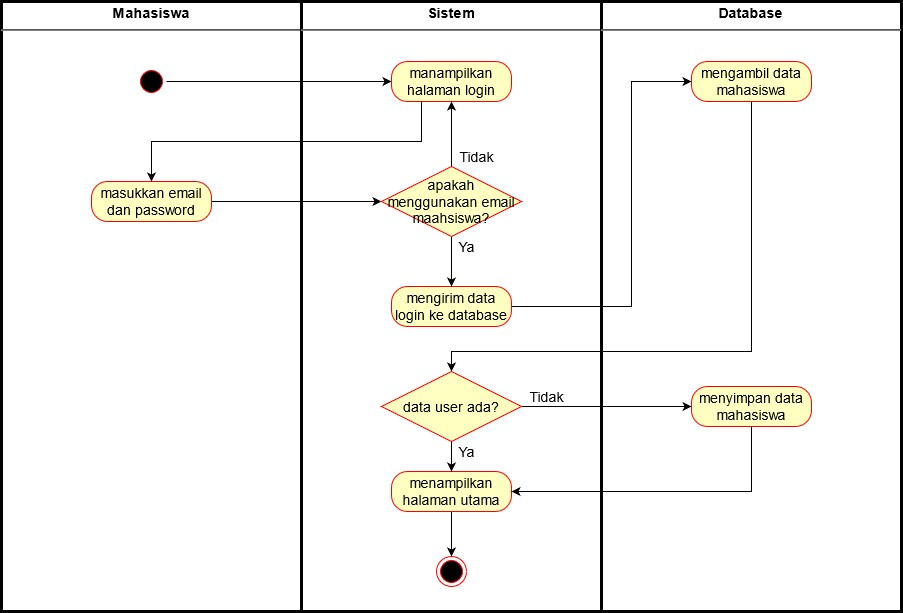 Mahasiswa
Sistem
Database
manampilkan
halaman login
mengambil data
mahasiswa
Tidak
masukkan email
dan password
apakah
menggunakan email
maahsiswa?
Ya
mengirim data
login ke database
data user ada?
Tidak
menyimpan data
mahasiswa
Ya
menampilkan
halaman utama